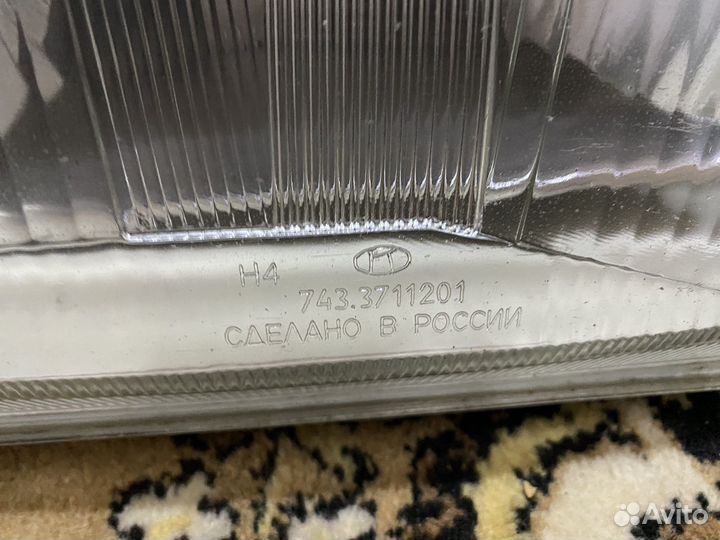 H4
743.3711201
СДЕЛАНО В РОССИИ
Avito